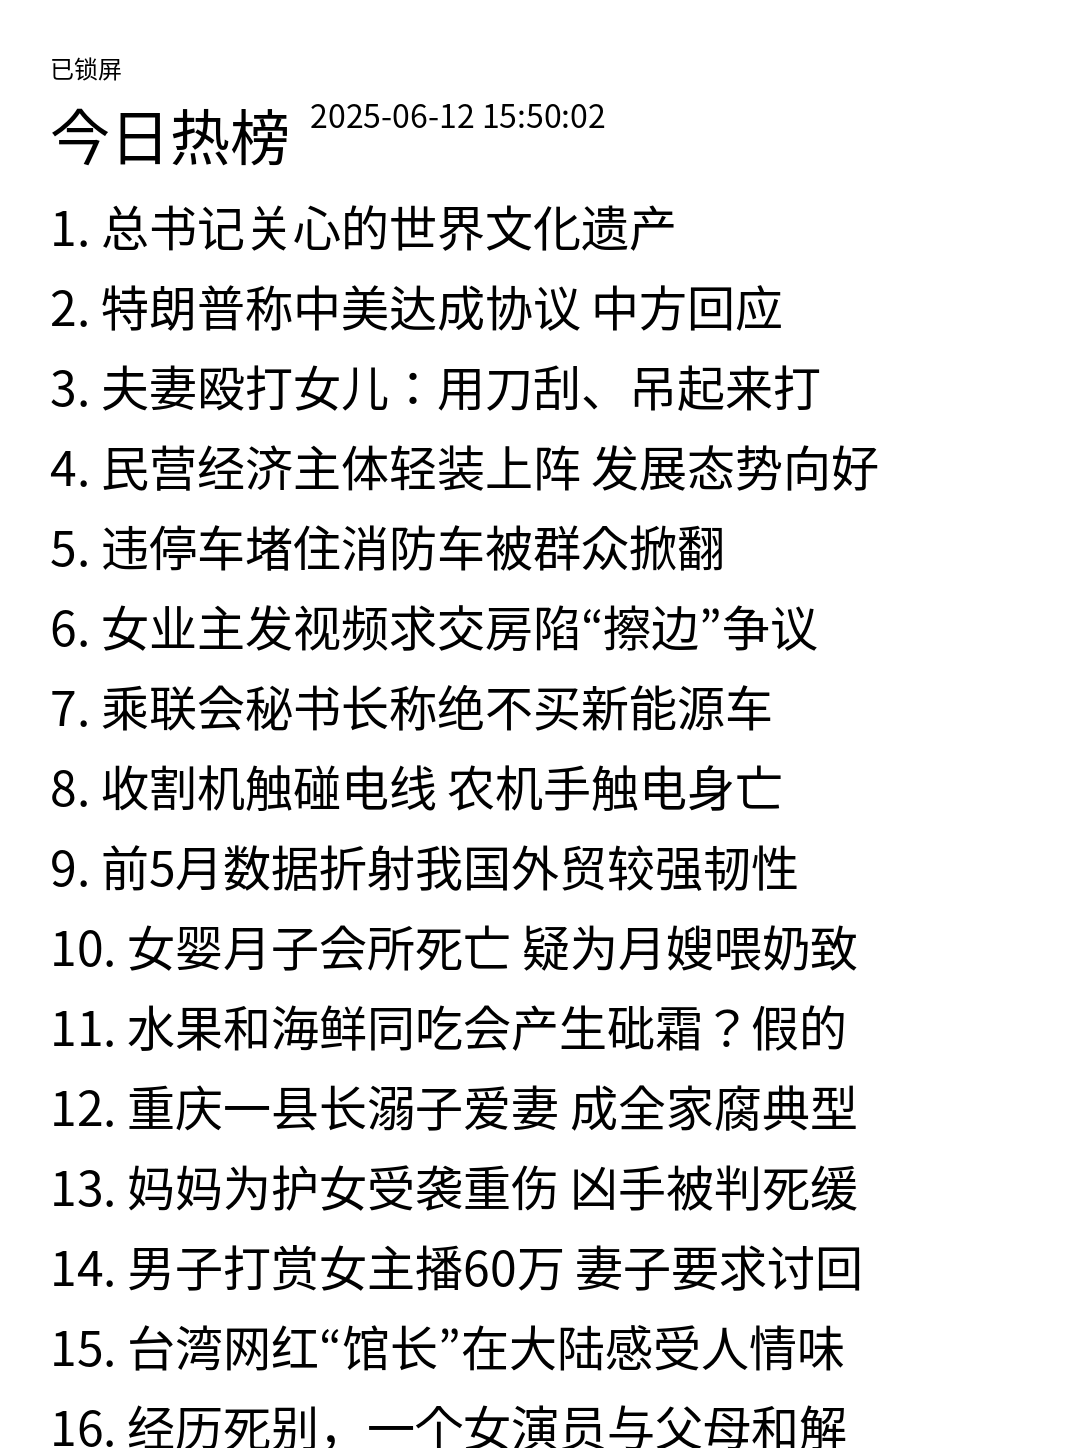 已锁屏
今日热榜 2025-06-12 15:50:02
1. 总书记关心的世界文化遗产
2. 特朗普称中美达成协议 中方回应
3. 夫妻殴打女儿：用刀刮、吊起来打
4. 民营经济主体轻装上阵 发展态势向好
5. 违停车堵住消防车被群众掀翻
6. 女业主发视频求交房陷“擦边”争议
7. 乘联会秘书长称绝不买新能源车
8. 收割机触碰电线 农机手触电身亡
9. 前5月数据折射我国外贸较强韧性
10. 女婴月子会所死亡 疑为月嫂喂奶致
11. 水果和海鲜同吃会产生砒霜？假的
12. 重庆一县长溺子爱妻 成全家腐典型
13. 妈妈为护女受袭重伤 凶手被判死缓
14. 男子打赏女主播60万 妻子要求讨回
15. 台湾网红“馆长”在大陆感受人情味
16. 经历死别，一个女演员与父母和解